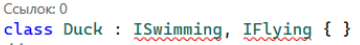 Ссылок: 0
class Duck : ISwimming, IFlying { }